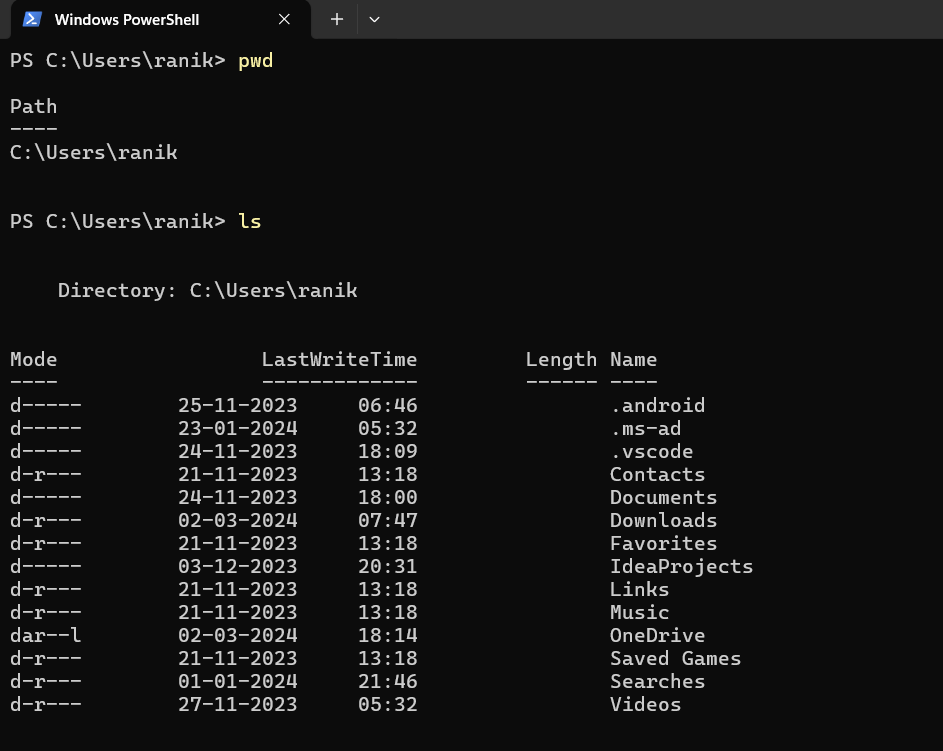 Windows PowerShell
PS C:\Users\ranik> pwd
Path
----
C:\Users\ranik
PS C:\Users\ranik> ls
    Directory: C:\Users\ranik
Mode                 LastWriteTime         Length Name
----                 -------------         ------ ----
d-----        25-11-2023     06:46                .android
d-----        23-01-2024     05:32                .ms-ad
d-----        24-11-2023     18:09                .vscode
d-r---        21-11-2023     13:18                Contacts
d-----        24-11-2023     18:00                Documents
d-r---        02-03-2024     07:47                Downloads
d-r---        21-11-2023     13:18                Favorites
d-----        03-12-2023     20:31                IdeaProjects
d-r---        21-11-2023     13:18                Links
d-r---        21-11-2023     13:18                Music
dar--l        02-03-2024     18:14                OneDrive
d-r---        21-11-2023     13:18                Saved Games
d-r---        01-01-2024     21:46                Searches
d-r---        27-11-2023     05:32                Videos